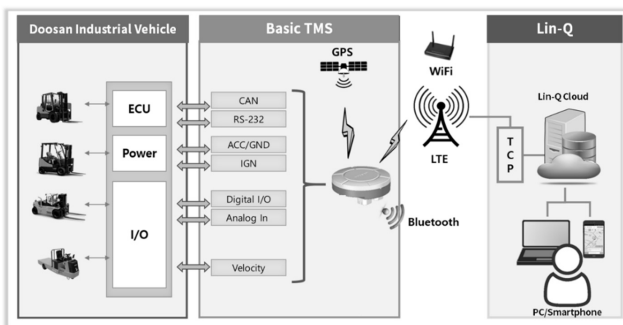 Doosan Industrial Vehicle
Basic TMS
Lin-Q
ECU
Power
I/O
CAN
RS-232
ACC/GND
IGN
Digital I/O
Analog In
Velocity
GPS
Bluetooth
WiFi
LTE
TCP
Lin-Q Cloud
PC/Smartphone